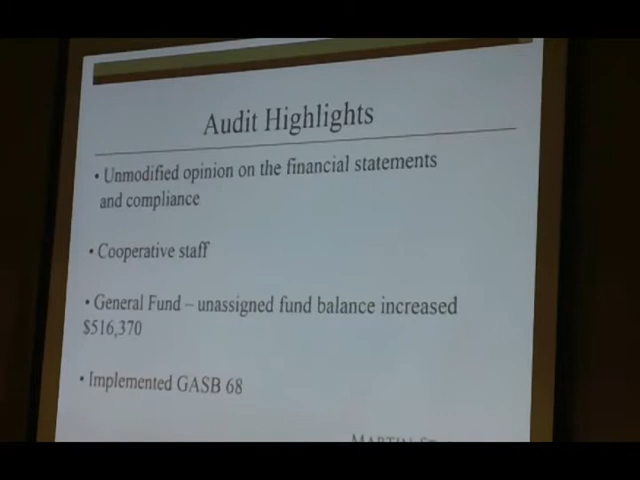 Audit Highlights
• Unmodified opinion on the financial statements
and compliance
• Cooperative staff
• General Fund – unassigned fund balance increased
$516,370
• Implemented GASB 68
MARTIN